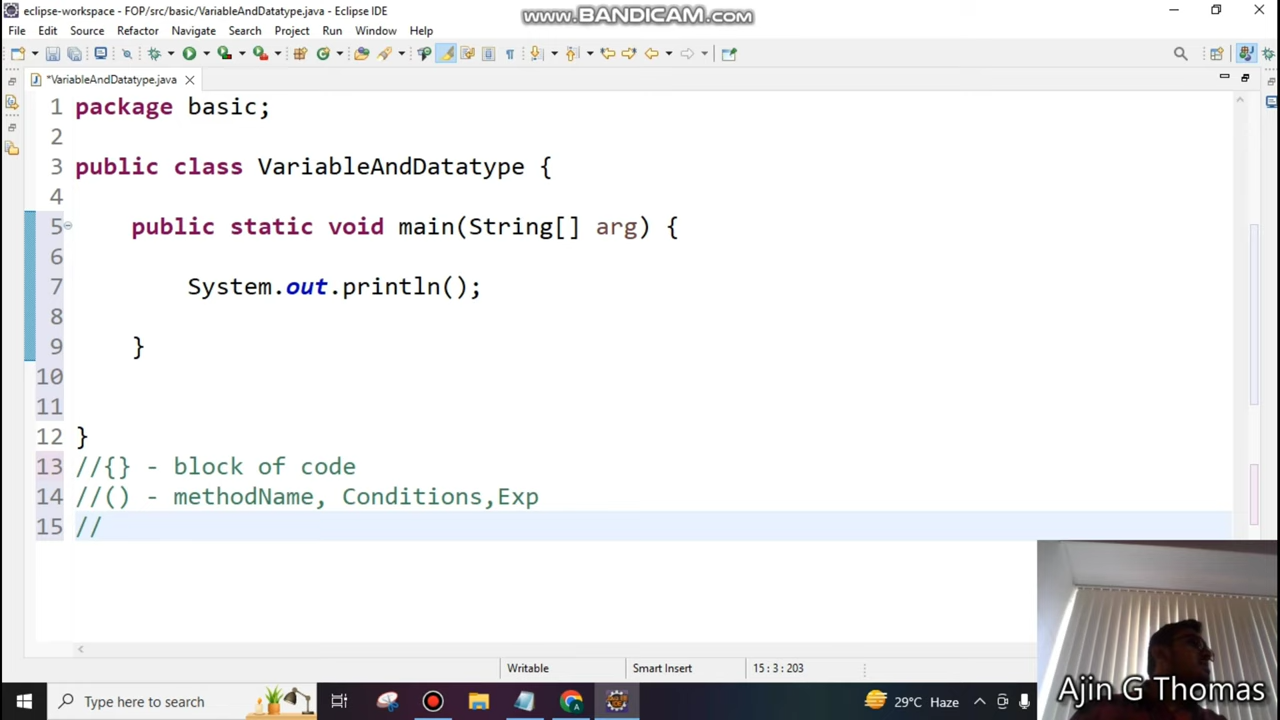 eclipse-workspace - FOP/src/basic/VariableAndDatatype.java - Eclipse IDE
www.BANDICAM.com
File Edit Source Refactor Navigate Search Project Run Window Help
*VariableAndDatatype.java
1 package basic;
2
3 public class VariableAndDatatype {
4
5 public static void main(String[] arg) {
6
7 System.out.println();
8
9 }
10
11
12 }
13 //{} - block of code
14 //() - methodName, Conditions,Exp
15 //
Writable Smart Insert 15 : 3 : 203
Type here to search 29°C Haze
Ajin G Thomas